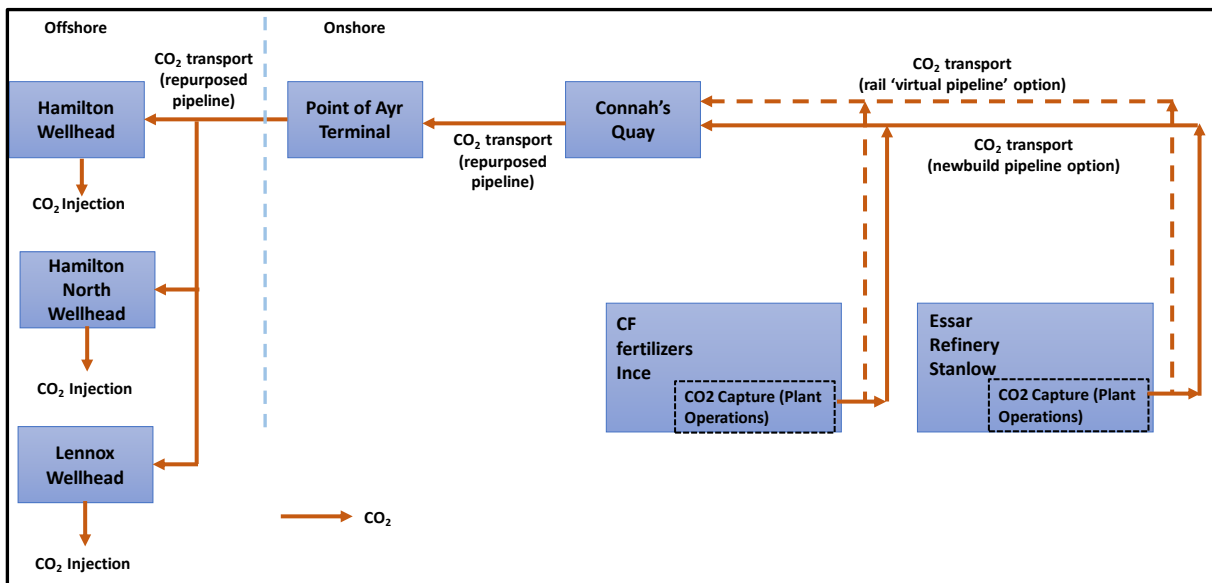 Offshore
Onshore
CO₂ transport
(repurposed
pipeline)
CO₂ transport
(rail ‘virtual pipeline’ option)
Hamilton
Wellhead
Point of Ayr
Terminal
Connah’s
Quay
CO₂ transport
(repurposed
pipeline)
CO₂ transport
(newbuild pipeline option)
CO₂ Injection
Hamilton
North
Wellhead
CO₂ Injection
CF
fertilizers
Ince
CO2 Capture (Plant
Operations)
Essar
Refinery
Stanlow
CO2 Capture (Plant
Operations)
Lennox
Wellhead
CO₂ Injection
CO₂